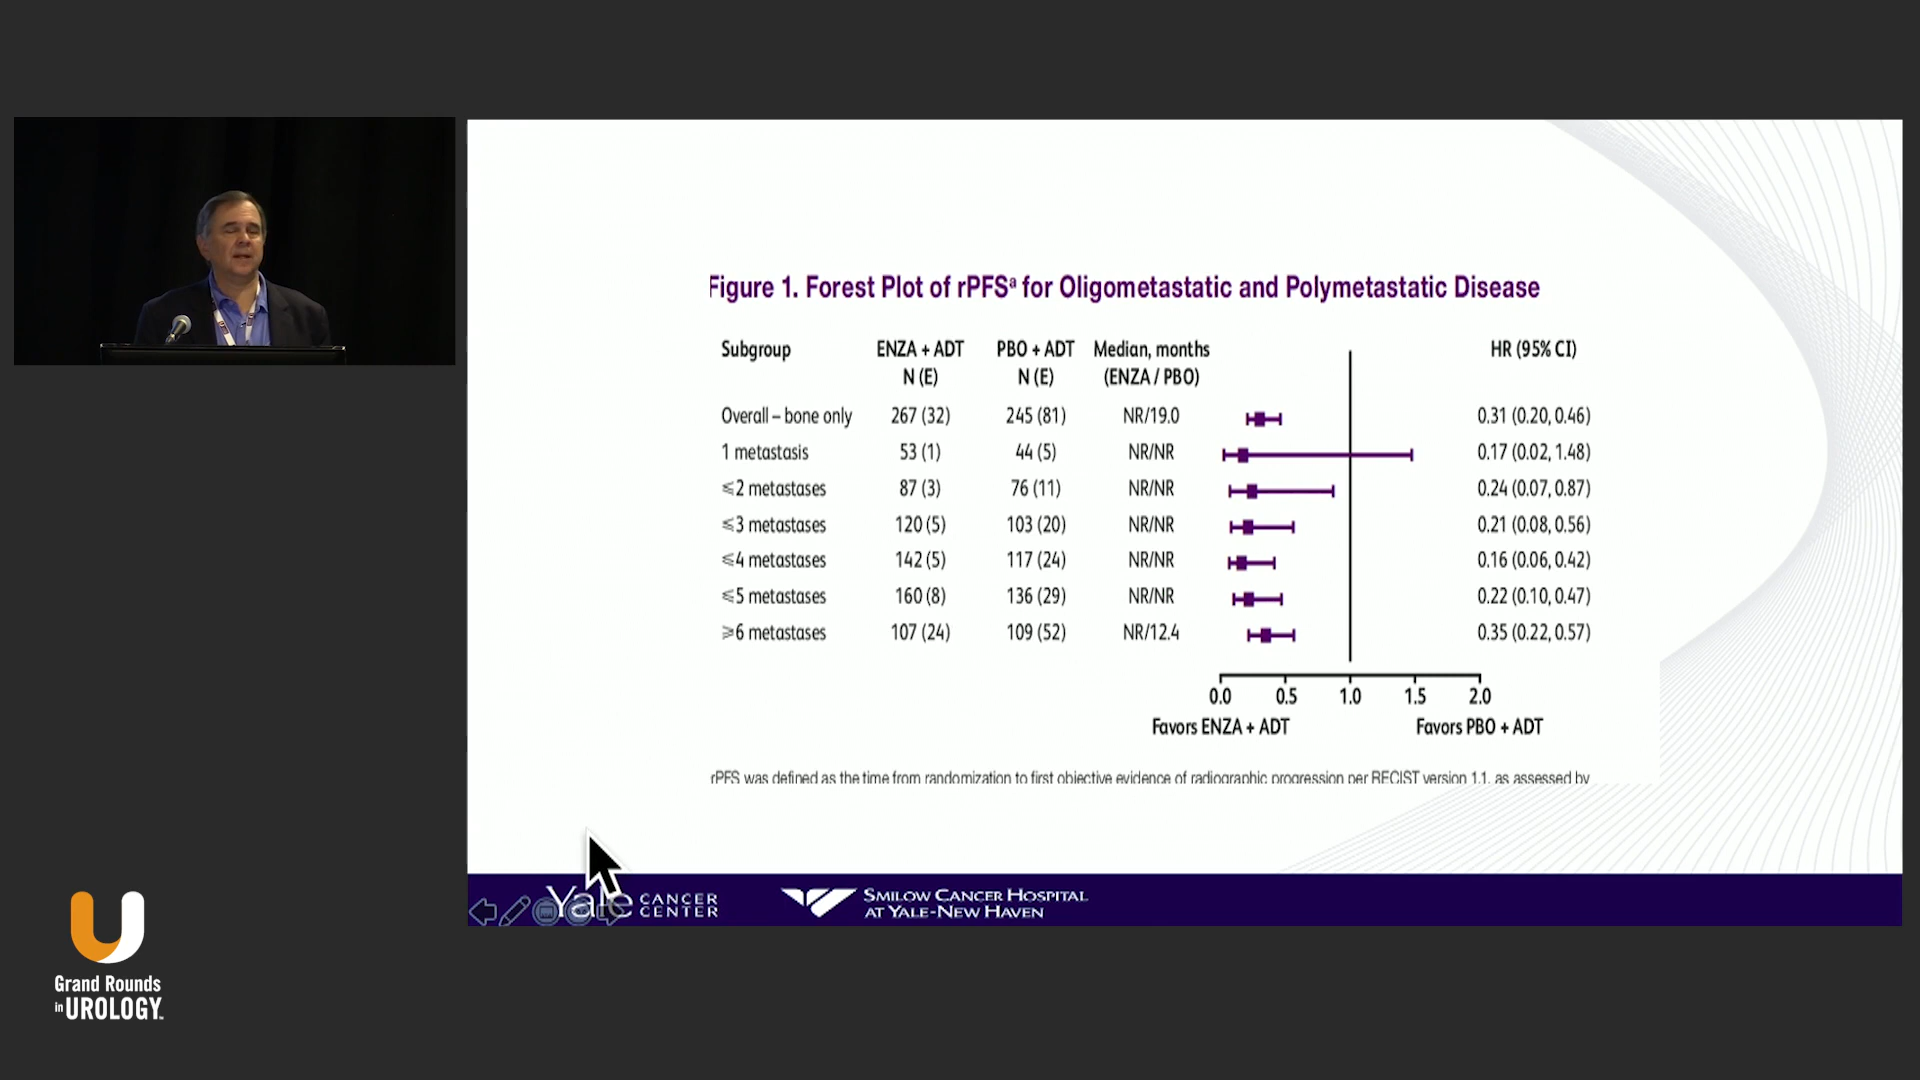 Figure 1. Forest Plot of rPFSᵃ for Oligometastatic and Polymetastatic Disease
Subgroup ENZA + ADT N (E) PBO + ADT N (E) Median, months (ENZA / PBO) HR (95% CI)
Overall – bone only 267 (32) 245 (81) NR/19.0 0.31 (0.20, 0.46)
1 metastasis 53 (1) 44 (5) NR/NR 0.17 (0.02, 1.48)
≤2 metastases 87 (3) 76 (11) NR/NR 0.24 (0.07, 0.87)
≤3 metastases 120 (5) 103 (20) NR/NR 0.21 (0.08, 0.56)
≤4 metastases 142 (5) 117 (24) NR/NR 0.16 (0.06, 0.42)
≤5 metastases 160 (8) 136 (29) NR/NR 0.22 (0.10, 0.47)
≥6 metastases 107 (24) 109 (52) NR/12.4 0.35 (0.22, 0.57)
0.0 0.5 1.0 1.5 2.0
Favors ENZA + ADT Favors PBO + ADT
rPFS was defined as the time from randomization to first objective evidence of radiographic progression per RECIST version 1.1, as assessed by
Yale CANCER CENTER
SMILOW CANCER HOSPITAL
AT YALE-NEW HAVEN
Grand Rounds
in UROLOGY